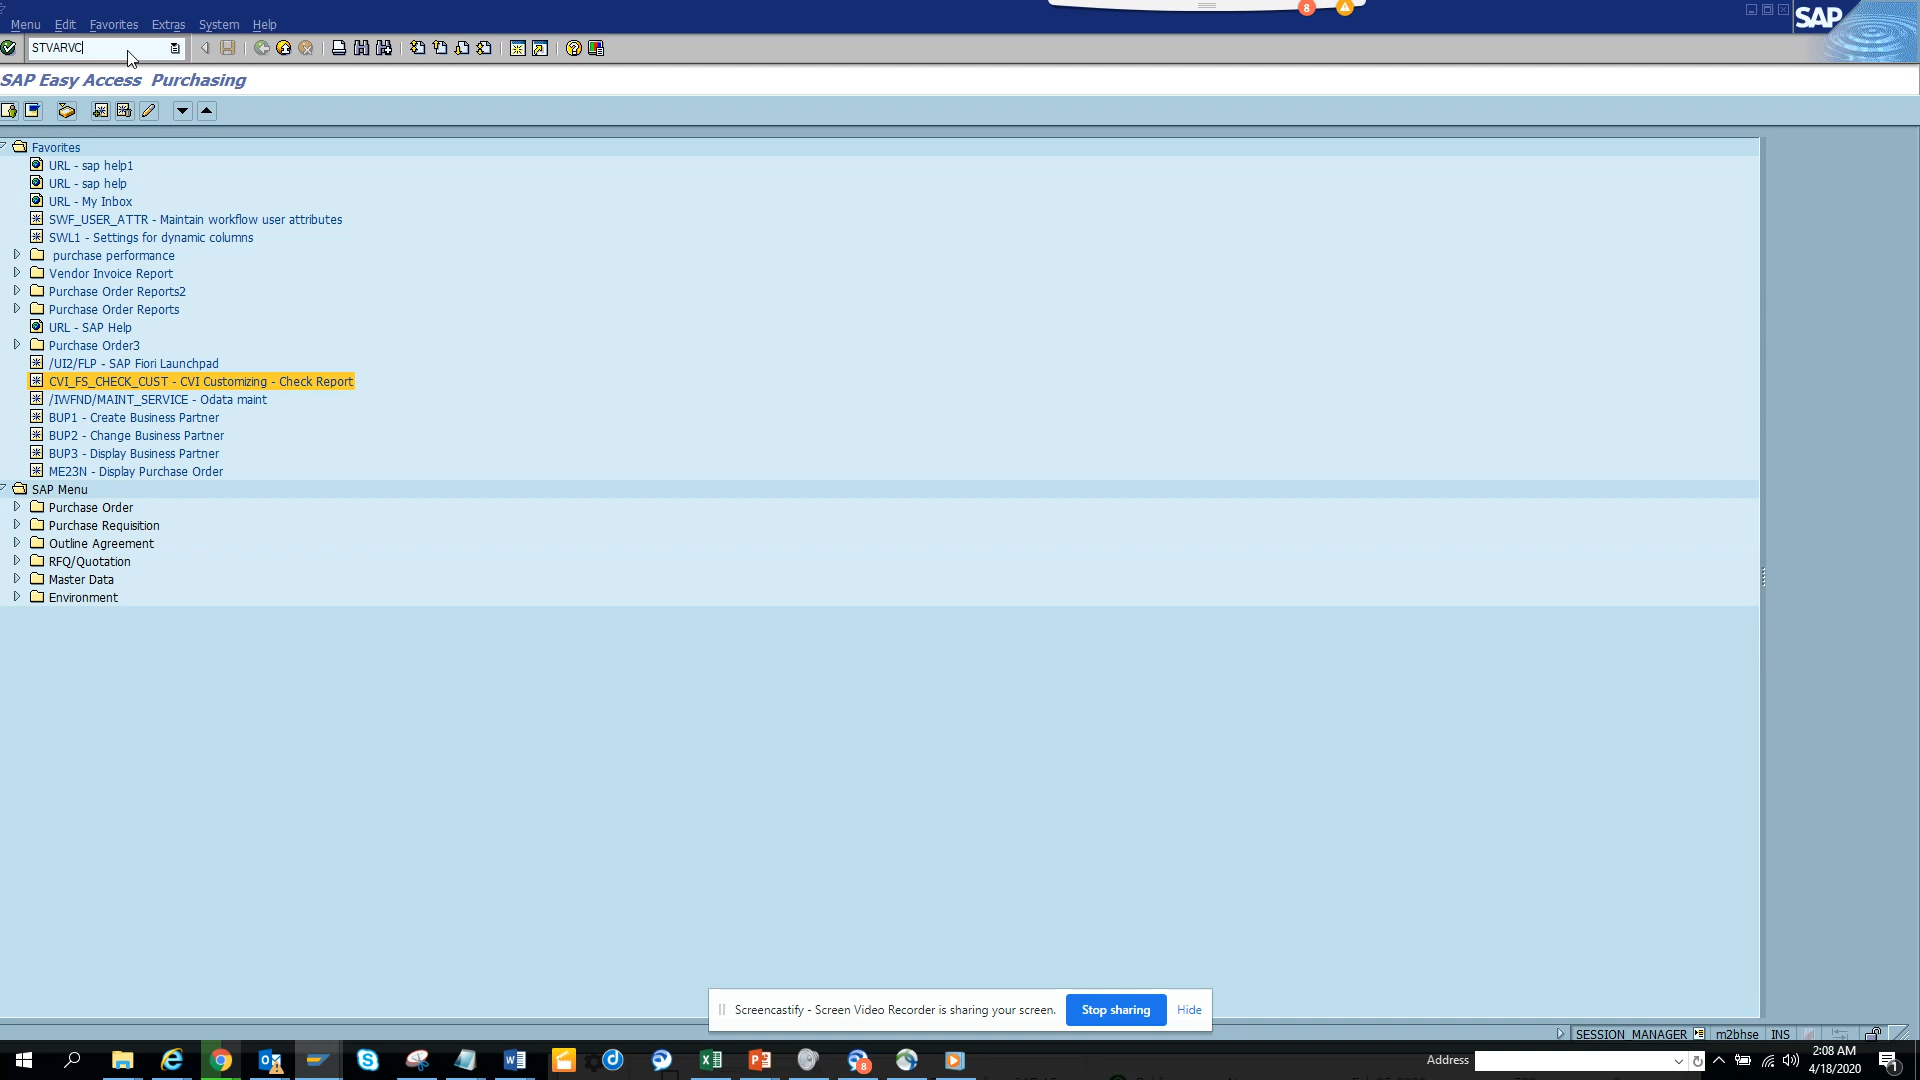 8
Menu Edit Favorites Extras System Help
SAP
STVARVC
SAP Easy Access Purchasing
Favorites
URL - sap help1
URL - sap help
URL - My Inbox
SWF_USER_ATTR - Maintain workflow user attributes
SWL1 - Settings for dynamic columns
purchase performance
Vendor Invoice Report
Purchase Order Reports2
Purchase Order Reports
URL - SAP Help
Purchase Order3
/UI2/FLP - SAP Fiori Launchpad
CVI_FS_CHECK_CUST - CVI Customizing - Check Report
/IWFND/MAINT_SERVICE - Odata maint
BUP1 - Create Business Partner
BUP2 - Change Business Partner
BUP3 - Display Business Partner
ME23N - Display Purchase Order
SAP Menu
Purchase Order
Purchase Requisition
Outline Agreement
RFQ/Quotation
Master Data
Environment
Screencastify - Screen Video Recorder is sharing your screen. Stop sharing Hide
SESSION_MANAGER m2bhse INS
8
Address
2:08 AM
4/18/2020
1